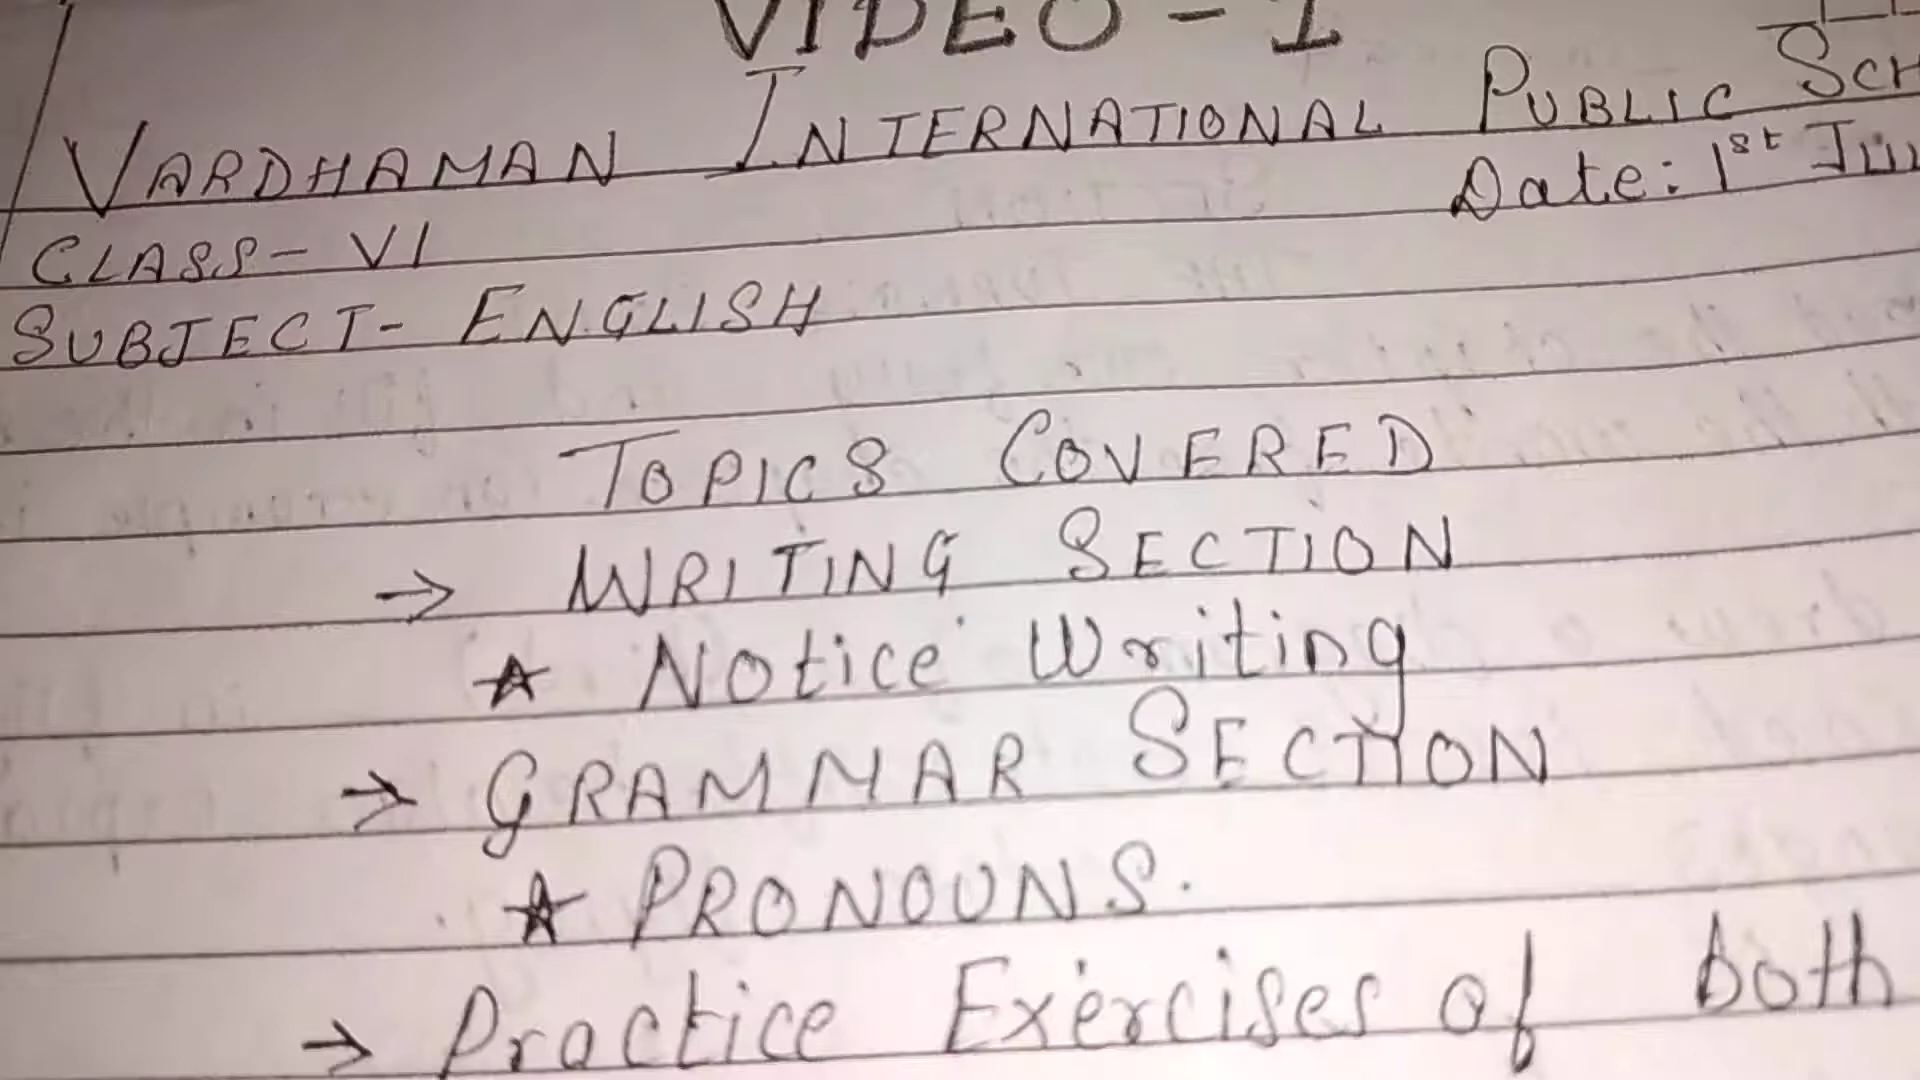 VIDEO - 1
VARDHAMAN INTERNATIONAL PUBLIC SCH
Date: 1st
CLASS- VI
SUBJECT- ENGLISH
TOPICS COVERED
→ WRITING SECTION
★ Notice Writing
→ GRAMMAR SECTION
★ PRONOUNS.
→ Practice Exercises of both